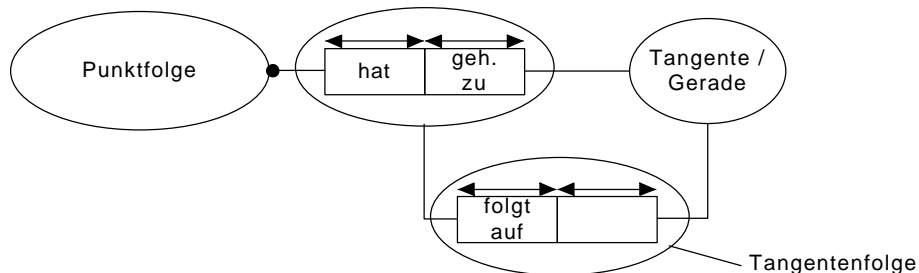 Punktfolge
hat
geh.
zu
Tangente /
Gerade
folgt
auf
Tangentenfolge